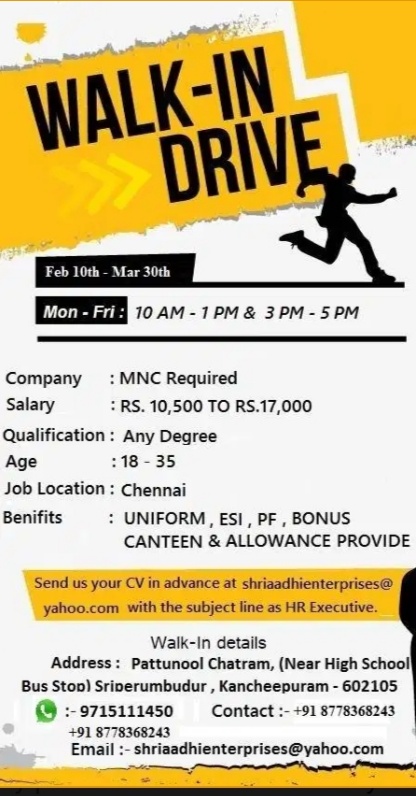 WALK-IN
DRIVE
Feb 10th - Mar 30th
Mon - Fri : 10 AM - 1 PM & 3 PM - 5 PM
Company : MNC Required
Salary : RS. 10,500 TO RS.17,000
Qualification : Any Degree
Age : 18 - 35
Job Location : Chennai
Benifits : UNIFORM , ESI , PF , BONUS
CANTEEN & ALLOWANCE PROVIDE
Send us your CV in advance at shriaadhienterprises@
yahoo.com with the subject line as HR Executive.
Walk-In details
Address : Pattunool Chatram, (Near High School
Bus Stop) Sriperumbudur , Kancheepuram - 602105
:- 9715111450 Contact :- +91 8778368243
+91 8778368243
Email :- shriaadhienterprises@yahoo.com